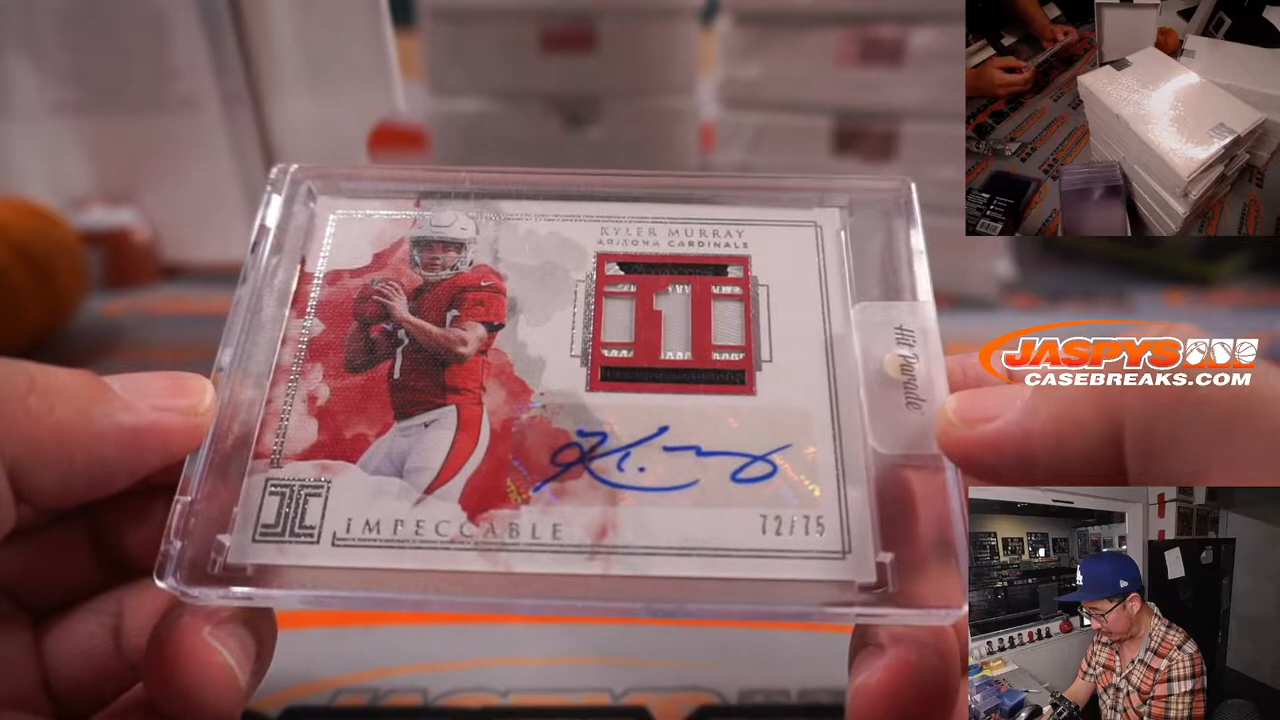 KYLER MURRAY
ARIZONA CARDINALS
1
Hit Parade
IMPECCABLE
72/75
JASPYS
CASEBREAKS.COM